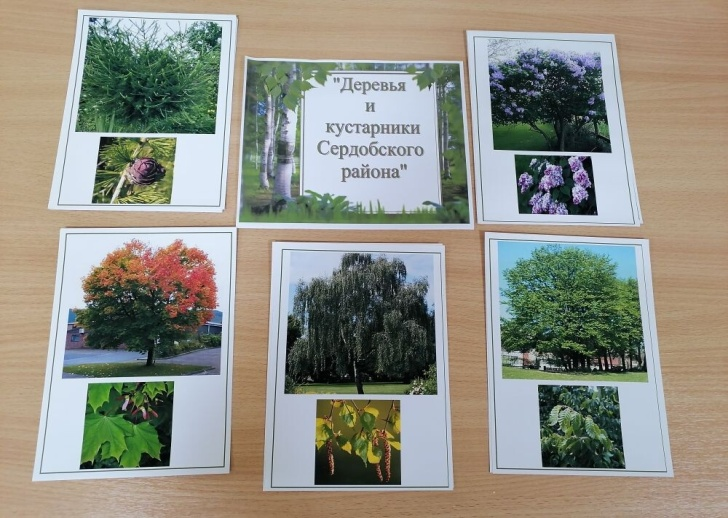 "Деревья
и
кустарники
Сердобского
района"